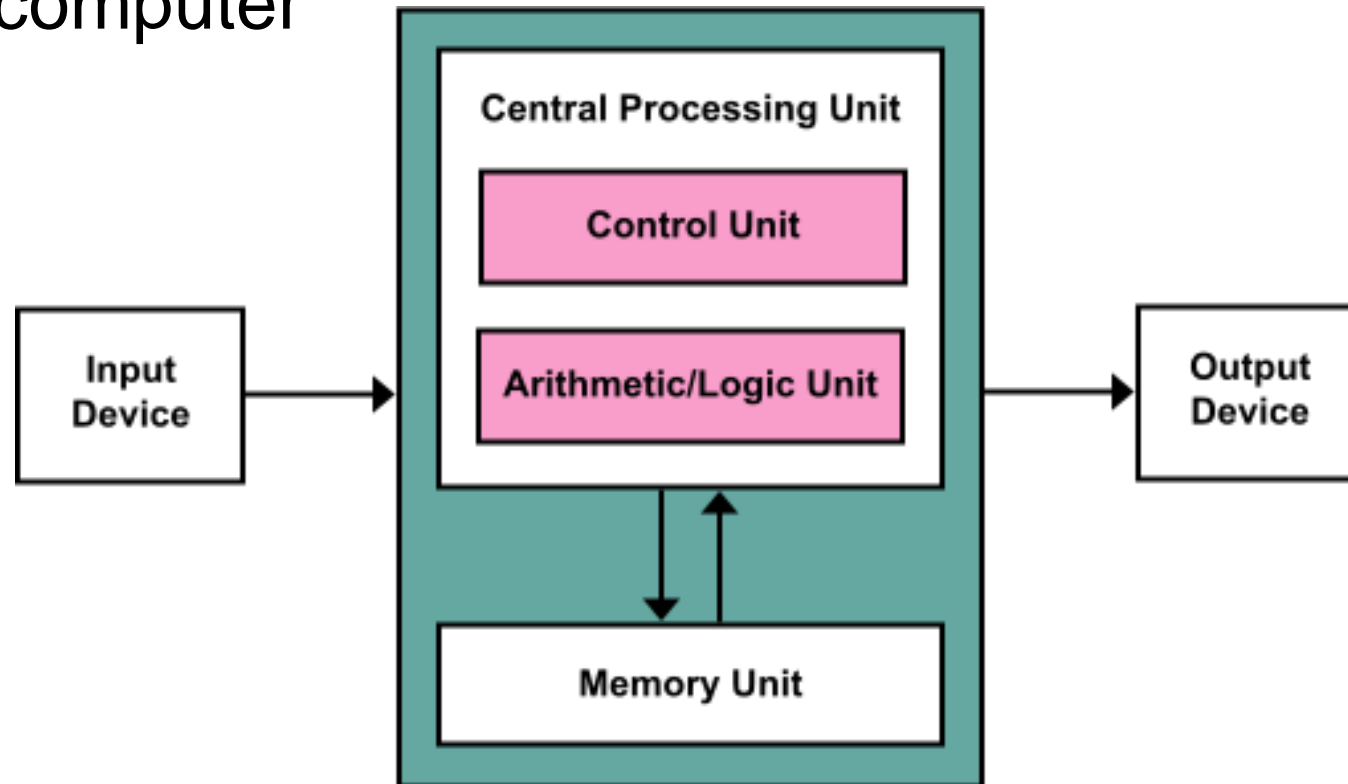 computer
Central Processing Unit
Control Unit
Arithmetic/Logic Unit
Input
Device
Output
Device
Memory Unit